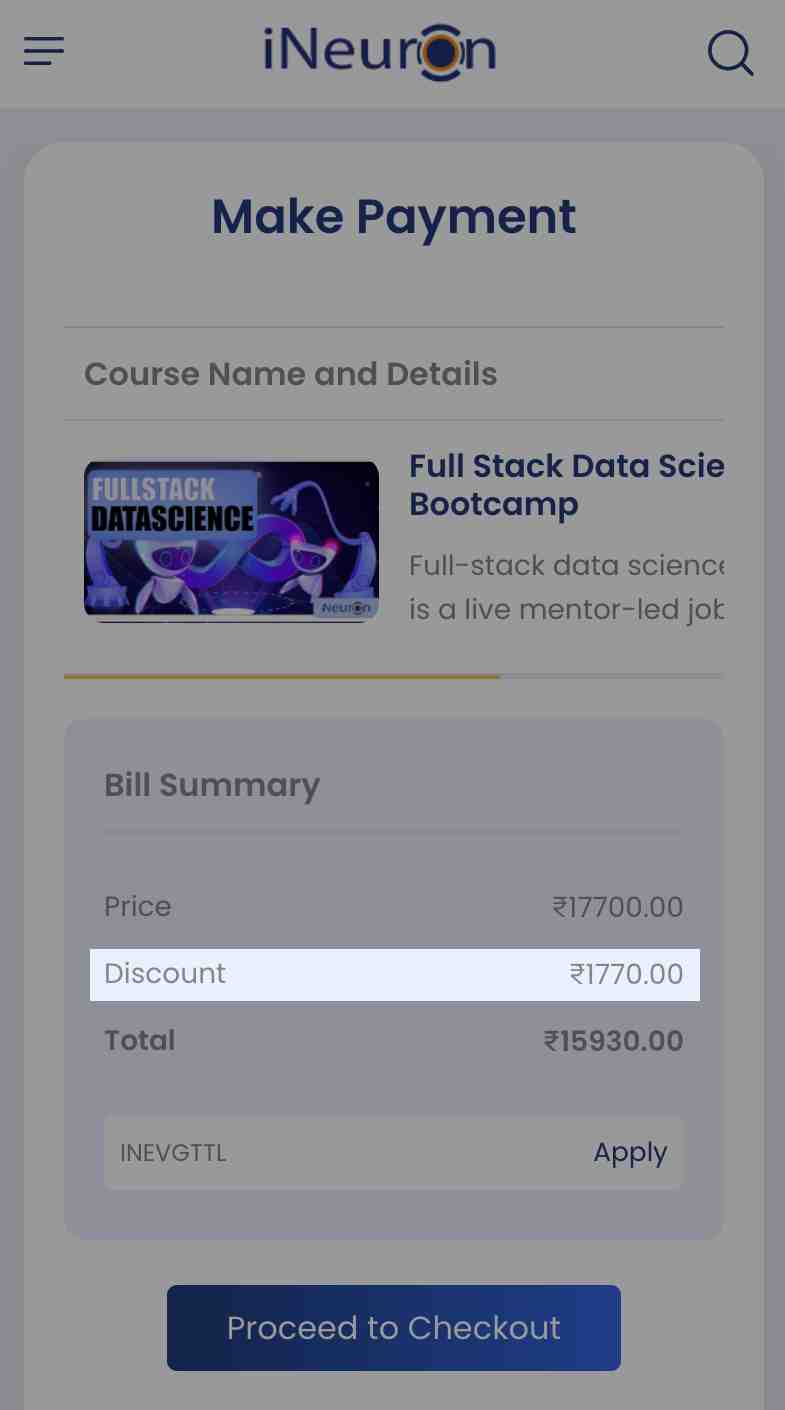 iNeuron
Make Payment
Course Name and Details
FULLSTACK
DATASCIENCE
iNeuron
Full Stack Data Scie
Bootcamp
Full-stack data science
is a live mentor-led job
Bill Summary
Price ₹17700.00
Discount ₹1770.00
Total ₹15930.00
INEVGTTL Apply
Proceed to Checkout